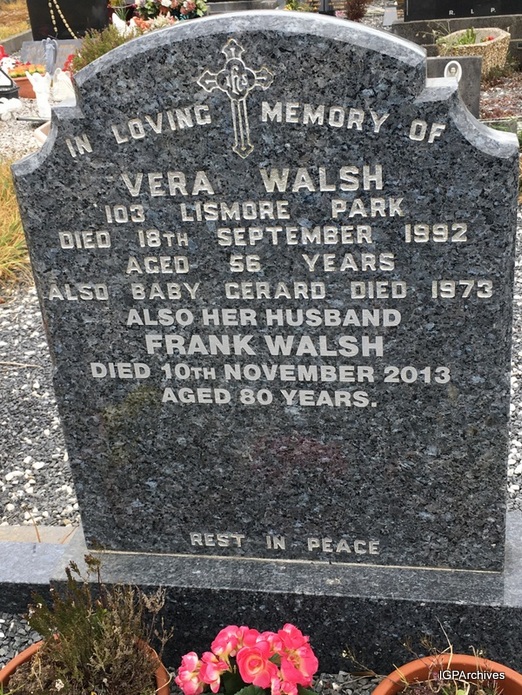 R.I.P.
IHS
IN LOVING MEMORY OF
VERA WALSH
103 LISMORE PARK
DIED 18TH SEPTEMBER 1992
AGED 56 YEARS
ALSO BABY GERARD DIED 1973
ALSO HER HUSBAND
FRANK WALSH
DIED 10TH NOVEMBER 2013
AGED 80 YEARS.
REST IN PEACE
IGPArchives